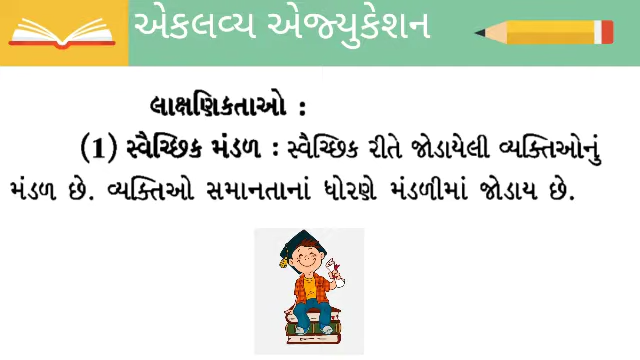 એકલવ્ય એજ્યુકેશન
લાક્ષણિકતાઓ :
(1) સ્વૈચ્છિક મંડળ : સ્વૈચ્છિક રીતે જોડાયેલી વ્યક્તિઓનું
મંડળ છે. વ્યક્તિઓ સમાનતાનાં ધોરણે મંડળીમાં જોડાય છે.